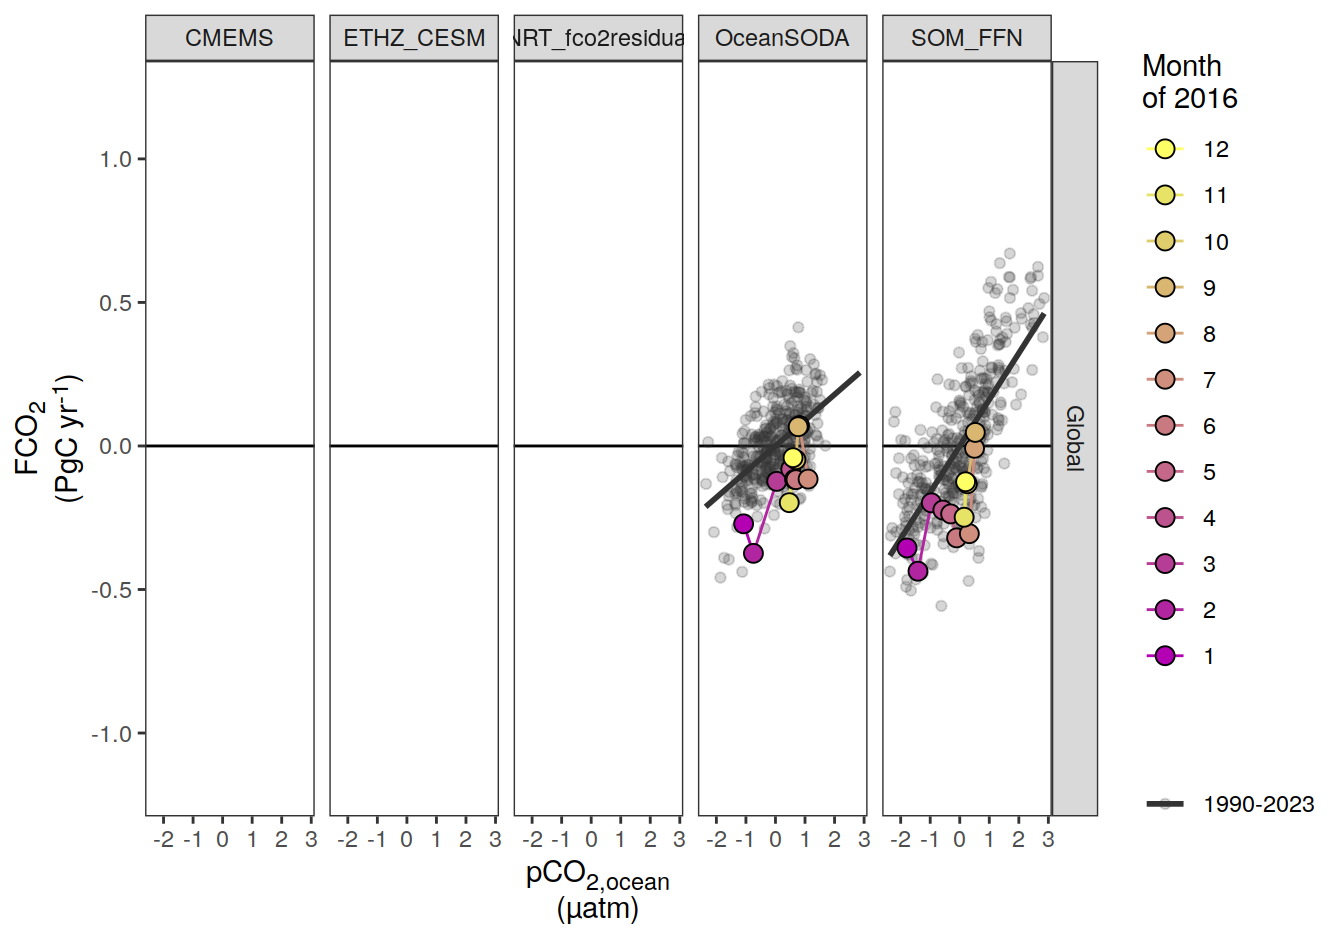 CMEMS ETHZ_CESM NRT_fco2residua OceanSODA SOM_FFN
Global
FCO2
(PgC yr-1)
1.0
0.5
0.0
-0.5
-1.0
-2 -1 0 1 2 3 -2 -1 0 1 2 3 -2 -1 0 1 2 3 -2 -1 0 1 2 3 -2 -1 0 1 2 3
pCO2,ocean
(µatm)
Month
of 2016
12
11
10
9
8
7
6
5
4
3
2
1
1990-2023